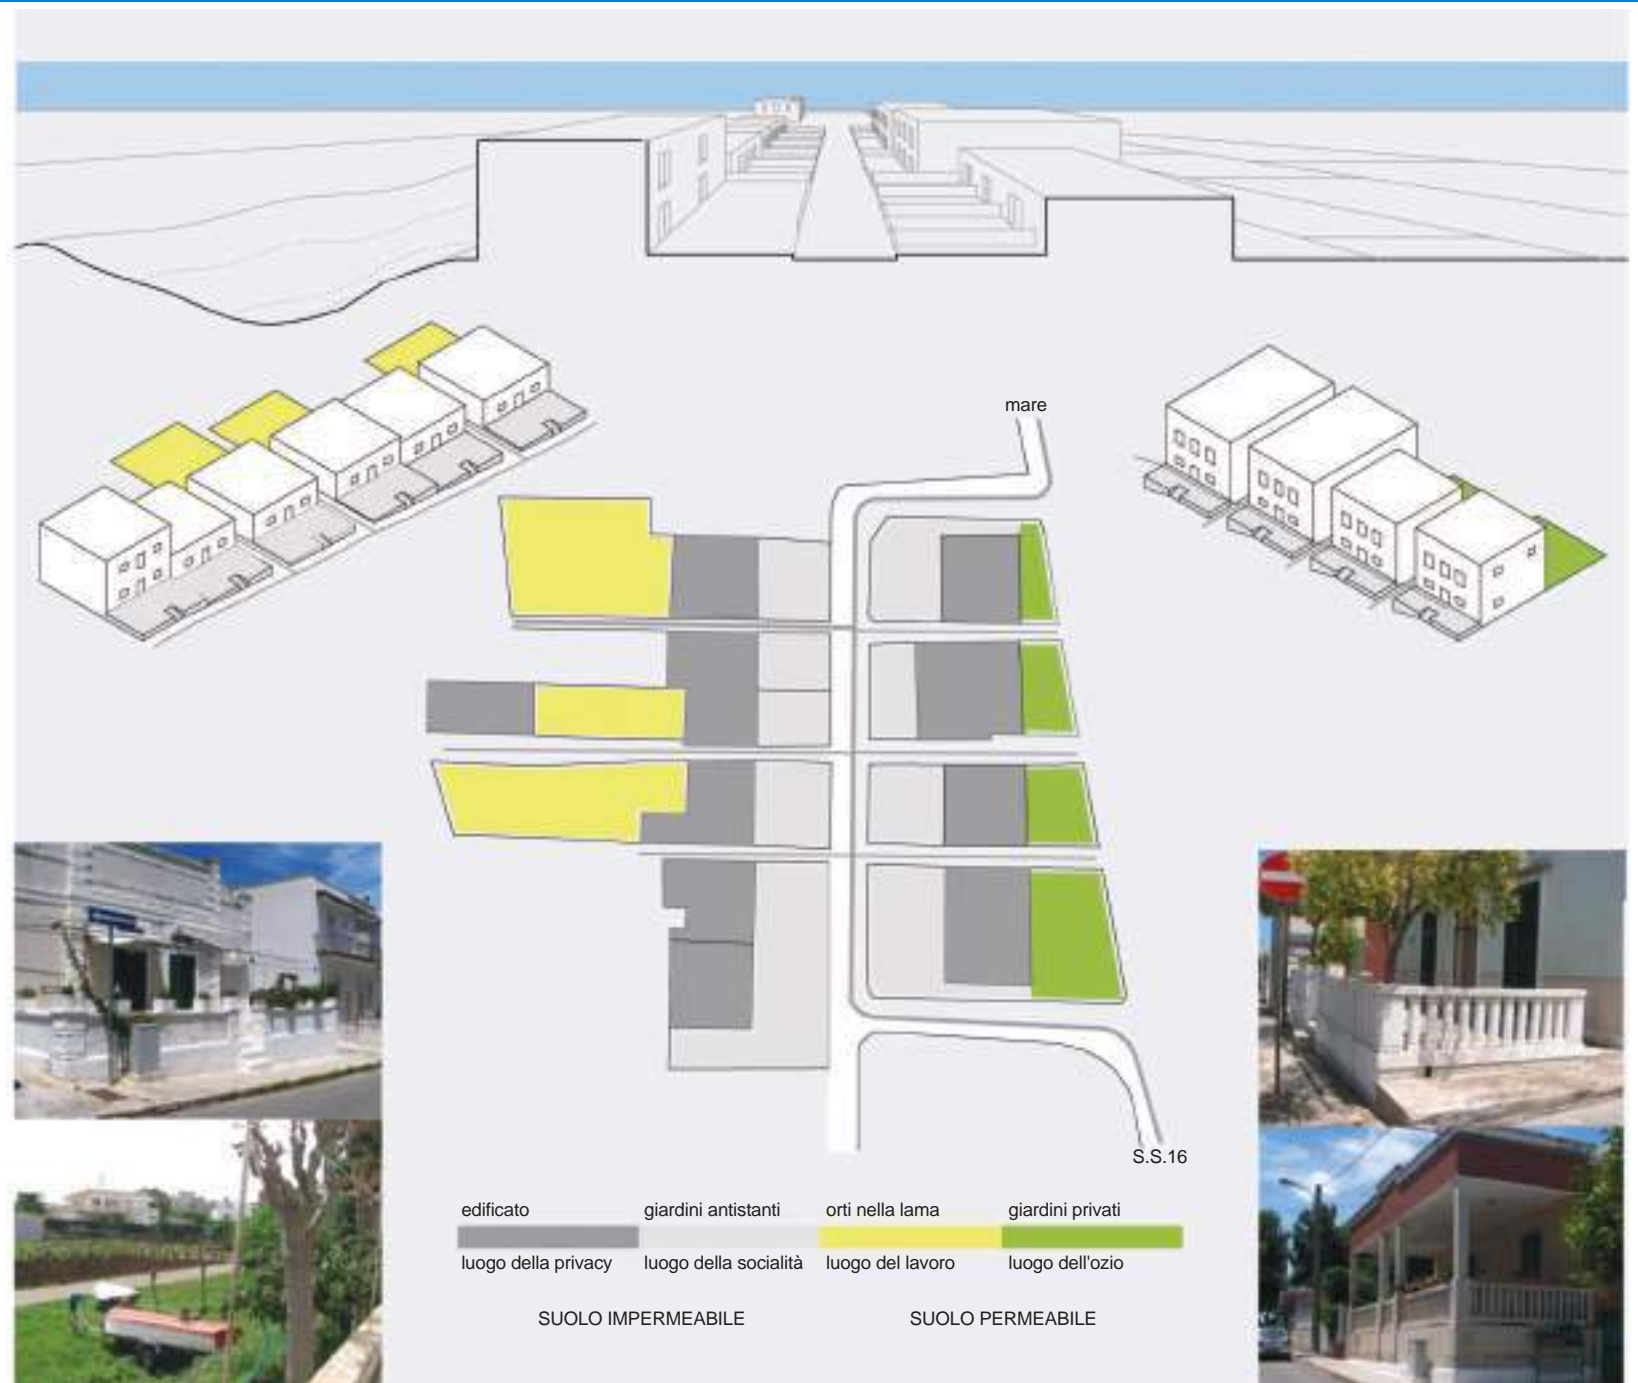 mare
S.S.16
edificato
giardini antistanti
orti nella lama
giardini privati
luogo della privacy
luogo della socialità
luogo del lavoro
luogo dell'ozio
SUOLO IMPERMEABILE
SUOLO PERMEABILE